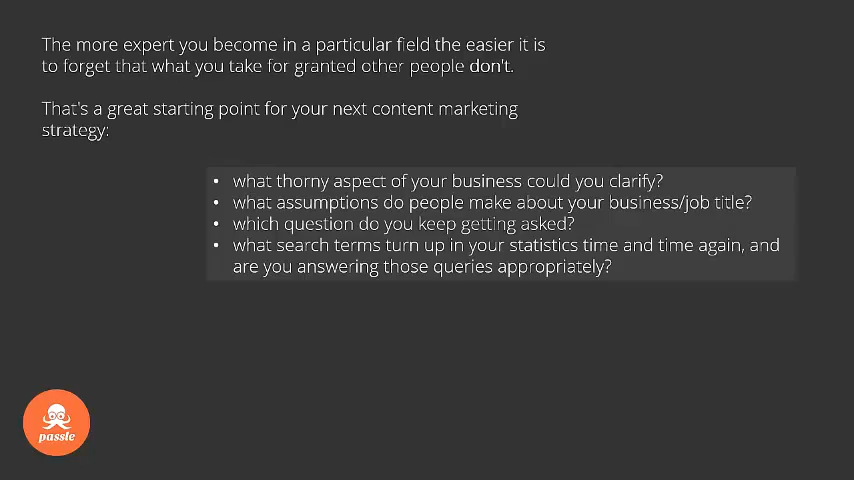 The more expert you become in a particular field the easier it is
to forget that what you take for granted other people don't.
That's a great starting point for your next content marketing
strategy:
• what thorny aspect of your business could you clarify?
• what assumptions do people make about your business/job title?
• which question do you keep getting asked?
• what search terms turn up in your statistics time and time again, and
are you answering those queries appropriately?
passle